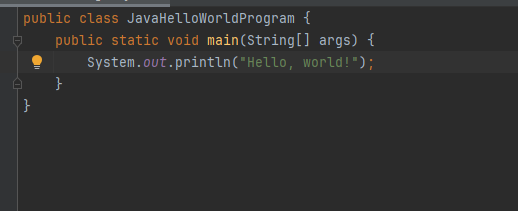 public class JavaHelloWorldProgram {
    public static void main(String[] args) {
        System.out.println("Hello, world!");
    }
}